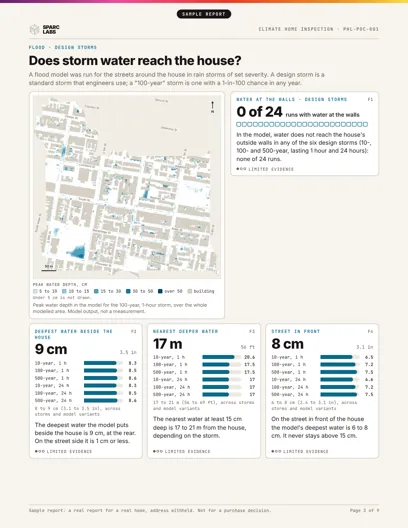 SAMPLE REPORT
SPARC
LABS
CLIMATE HOME INSPECTION · PHL-POC-001
FLOOD · DESIGN STORMS
Does storm water reach the house?
A flood model was run for the streets around the house in rain storms of set severity. A design storm is a
standard storm that engineers use; a "100-year" storm is one with a 1-in-100 chance in any year.
N
50 m
PEAK WATER DEPTH, CM
5 to 10 10 to 15 15 to 30 30 to 50 over 50 building
Under 5 cm is not drawn.
Peak water depth in the model for the 100-year, 1-hour storm, over the whole
modelled area. Model output, not a measurement.
WATER AT THE WALLS · DESIGN STORMS F1
0 of 24 runs with water at the walls
In the model, water does not reach the house's
outside walls in any of the six design storms (10-,
100- and 500-year, lasting 1 hour and 24 hours):
none of 24 runs.
LIMITED EVIDENCE
DEEPEST WATER BESIDE THE
HOUSE F2
9 cm 3.5 in
10-year, 1 h 8.3
100-year, 1 h 8.5
500-year, 1 h 8.6
10-year, 24 h 8.3
100-year, 24 h 8.5
500-year, 24 h 8.6
8 to 9 cm (3.1 to 3.5 in), across
storms and model variants
The deepest water the model puts
beside the house is 9 cm, at the rear.
On the street side it is 1 cm or less.
LIMITED EVIDENCE
NEAREST DEEPER WATER F3
17 m 56 ft
10-year, 1 h 20.6
100-year, 1 h 17.5
500-year, 1 h 17.5
10-year, 24 h 17
100-year, 24 h 17
500-year, 24 h 17
17 to 21 m (56 to 69 ft), across storms
and model variants
The nearest water at least 15 cm
deep is 17 to 21 m from the house,
depending on the storm.
LIMITED EVIDENCE
STREET IN FRONT F4
8 cm 3.1 in
10-year, 1 h 6.5
100-year, 1 h 7.2
500-year, 1 h 7.5
10-year, 24 h 6.6
100-year, 24 h 7.2
500-year, 24 h 7.5
6 to 8 cm (2.4 to 3.1 in), across
storms and model variants
On the street in front of the house
the model's deepest water is 6 to 8
cm. It never stays above 15 cm.
LIMITED EVIDENCE
Sample report: a real report for a real home, address withheld. Not for a purchase decision.